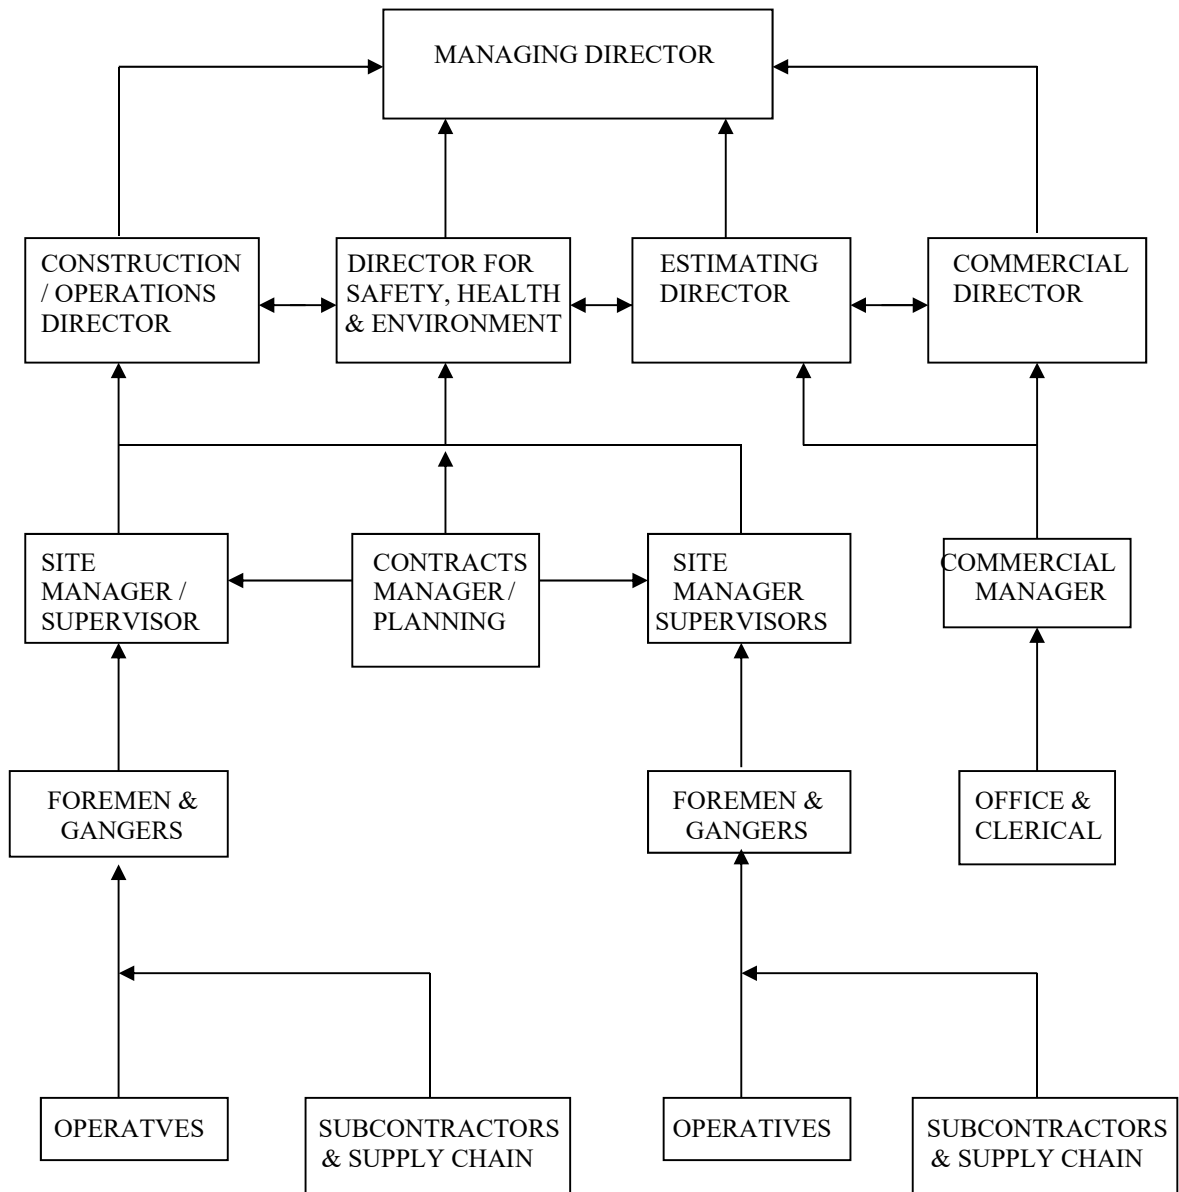 MANAGING DIRECTOR
CONSTRUCTION
/ OPERATIONS
DIRECTOR
DIRECTOR FOR
SAFETY, HEALTH
& ENVIRONMENT
ESTIMATING
DIRECTOR
COMMERCIAL
DIRECTOR
SITE
MANAGER /
SUPERVISOR
CONTRACTS
MANAGER /
PLANNING
SITE
MANAGER
SUPERVISORS
COMMERCIAL
MANAGER
FOREMEN &
GANGERS
FOREMEN &
GANGERS
OFFICE &
CLERICAL
OPERATVES
SUBCONTRACTORS
& SUPPLY CHAIN
OPERATIVES
SUBCONTRACTORS
& SUPPLY CHAIN